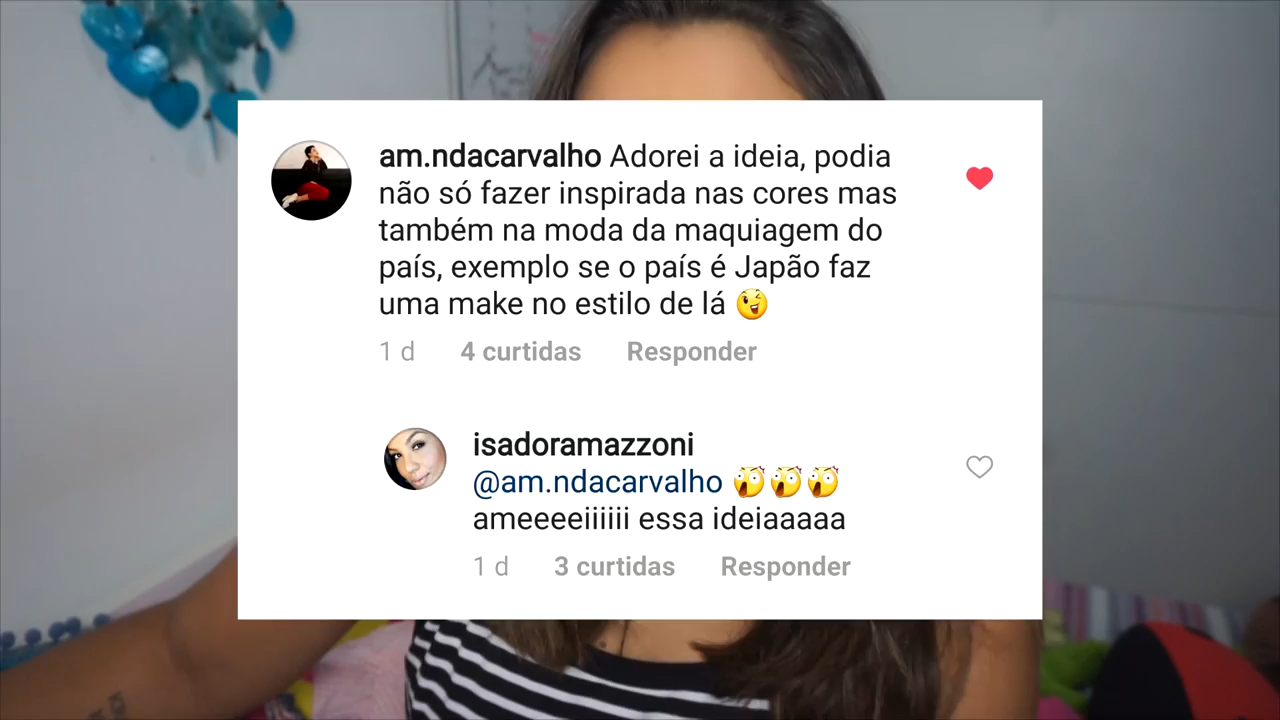 am.ndacarvalho Adorei a ideia, podia
não só fazer inspirada nas cores mas
também na moda da maquiagem do
país, exemplo se o país é Japão faz
uma make no estilo de lá 😉
1 d 4 curtidas Responder
isadoramazzoni
@am.ndacarvalho 😱😱😱
ameeeeiiiiii essa ideiaaaaa
1 d 3 curtidas Responder